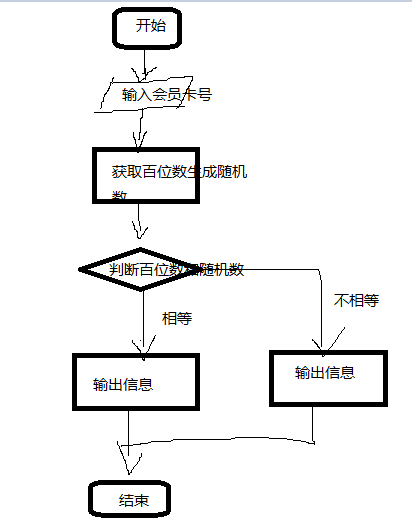 开始
输入会员卡号
获取百位数生成随机
数
判断百位数和随机数
相等
不相等
输出信息
输出信息
结束